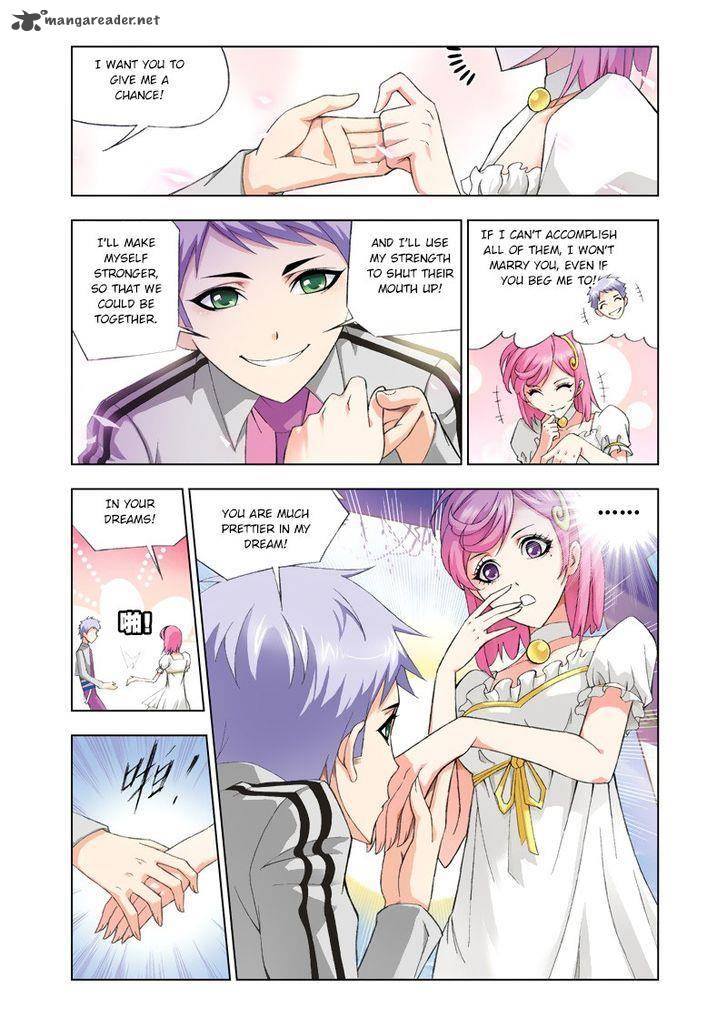 mangareader.net
I WANT YOU TO
GIVE ME A
CHANCE!
I'LL MAKE
MYSELF
STRONGER,
SO THAT WE
COULD BE
TOGETHER.
AND I'LL USE
MY STRENGTH
TO SHUT THEIR
MOUTH UP!
IF I CAN'T ACCOMPLISH
ALL OF THEM, I WON'T
MARRY YOU, EVEN IF
YOU BEG ME TO!
IN YOUR
DREAMS!
啪!
YOU ARE MUCH
PRETTIER IN MY
DREAM!
......
啪!